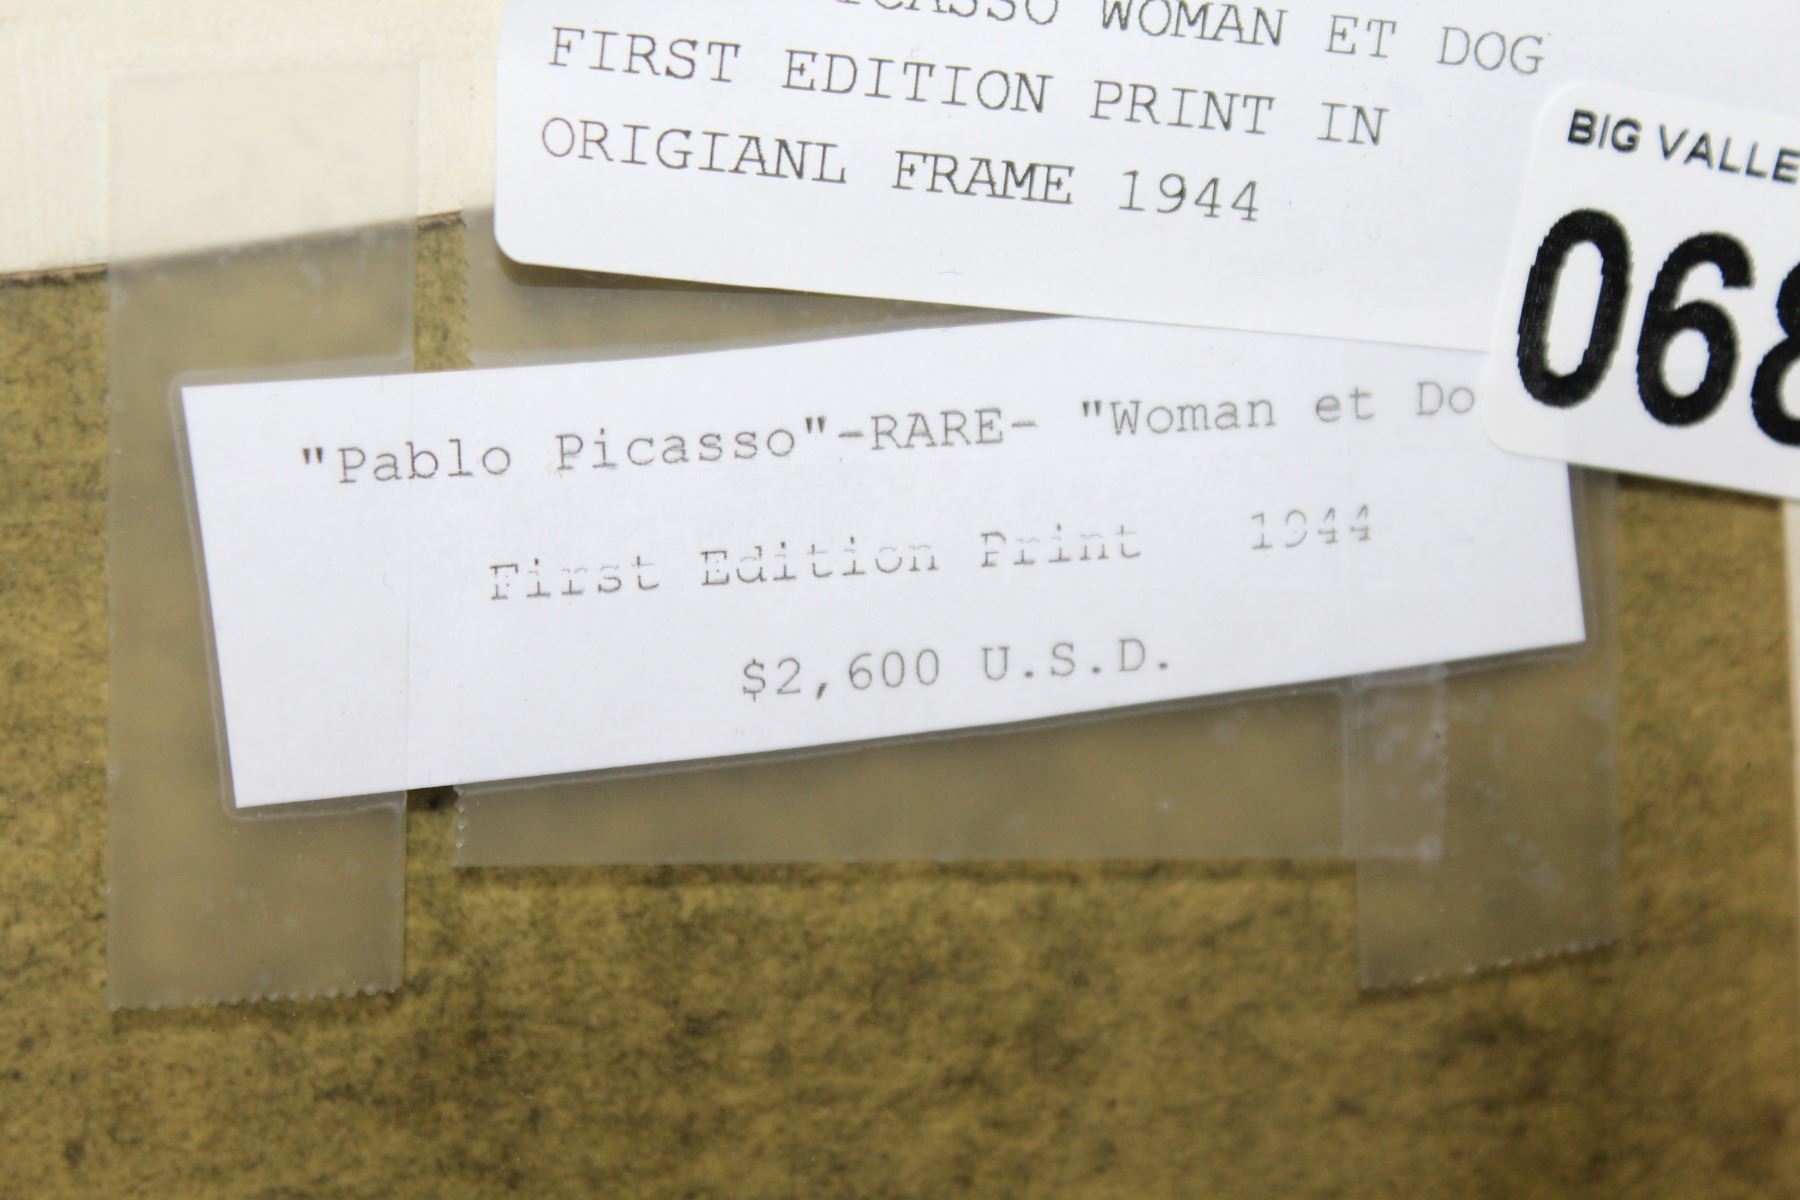 PICASSO WOMAN ET DOG
FIRST EDITION PRINT IN
ORIGIANL FRAME 1944
BIG VALLE
068
"Pablo Picasso"-RARE- "Woman et Do
First Edition Print 1944
$2,600 U.S.D.